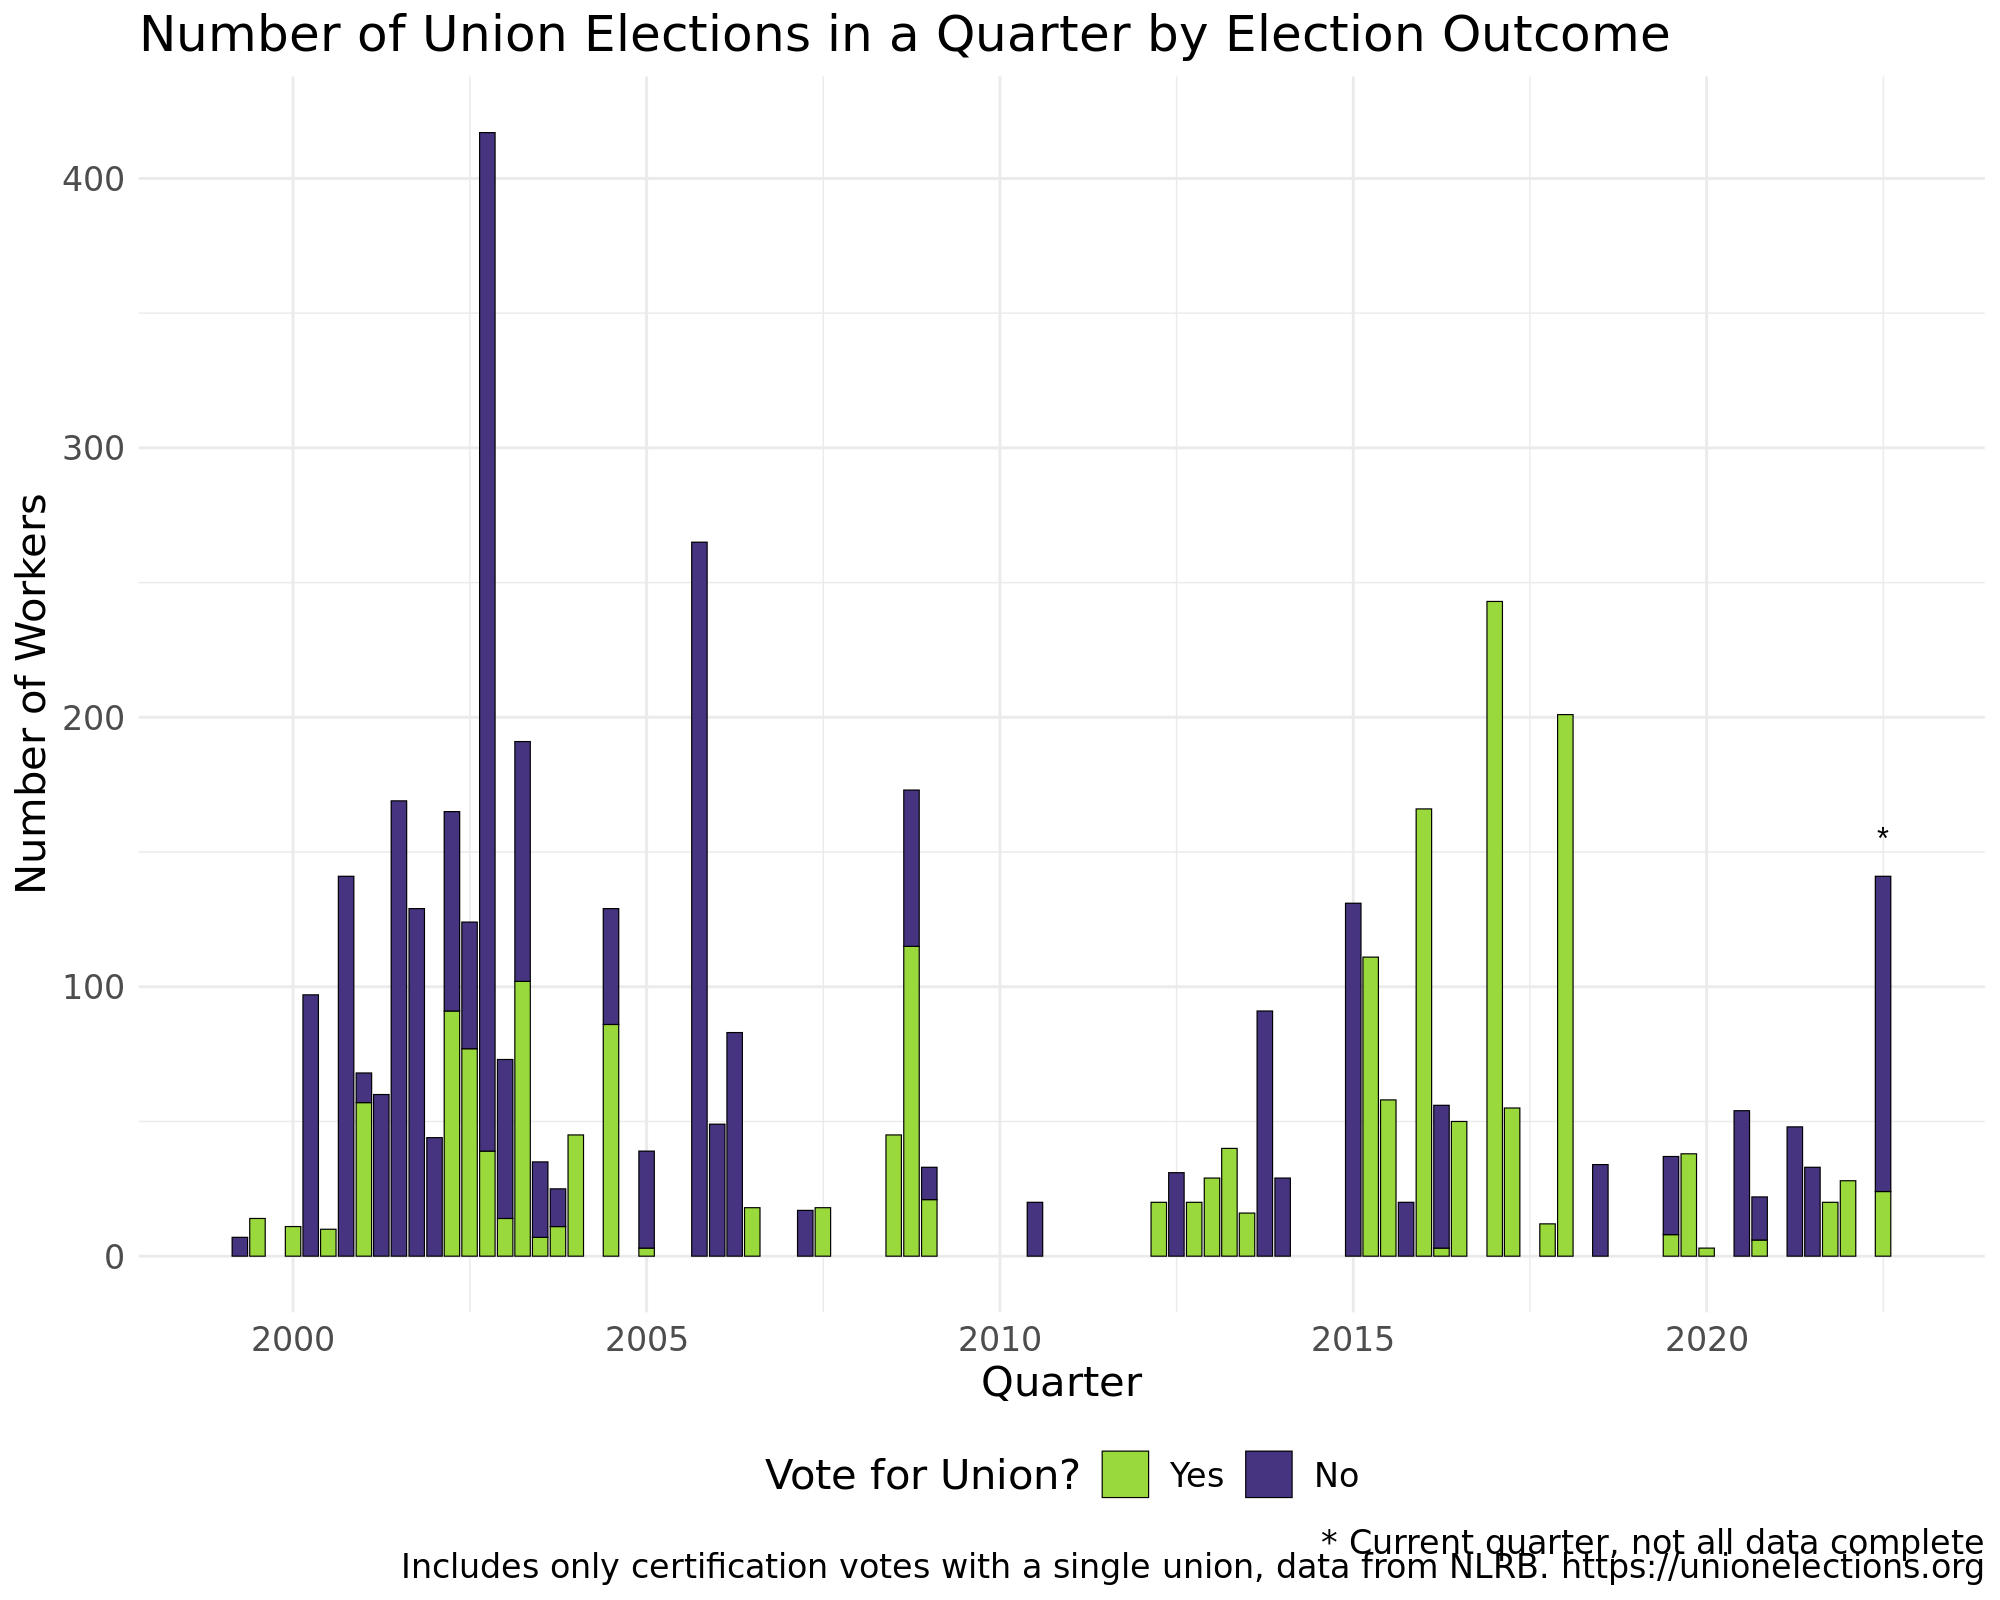 Number of Union Elections in a Quarter by Election Outcome
Number of Workers
400
300
200
100
0
*
2000 2005 2010 2015 2020
Quarter
Vote for Union? Yes No
* Current quarter, not all data complete
Includes only certification votes with a single union, data from NLRB. https://unionelections.org